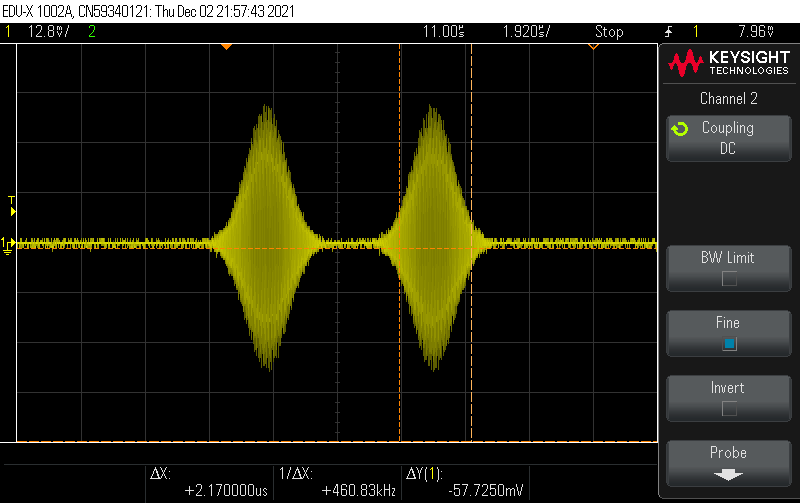 EDU-X 1002A, CN59340121: Thu Dec 02 21:57:43 2021
1 12.8V/ 2 11.00s 1.920s/ Stop 1 7.96V
KEYSIGHT
TECHNOLOGIES
Channel 2
Coupling
DC
T
1
BW Limit
Fine
Invert
Probe
ΔX:
+2.170000us
1/ΔX:
+460.83kHz
ΔY(1):
-57.7250mV